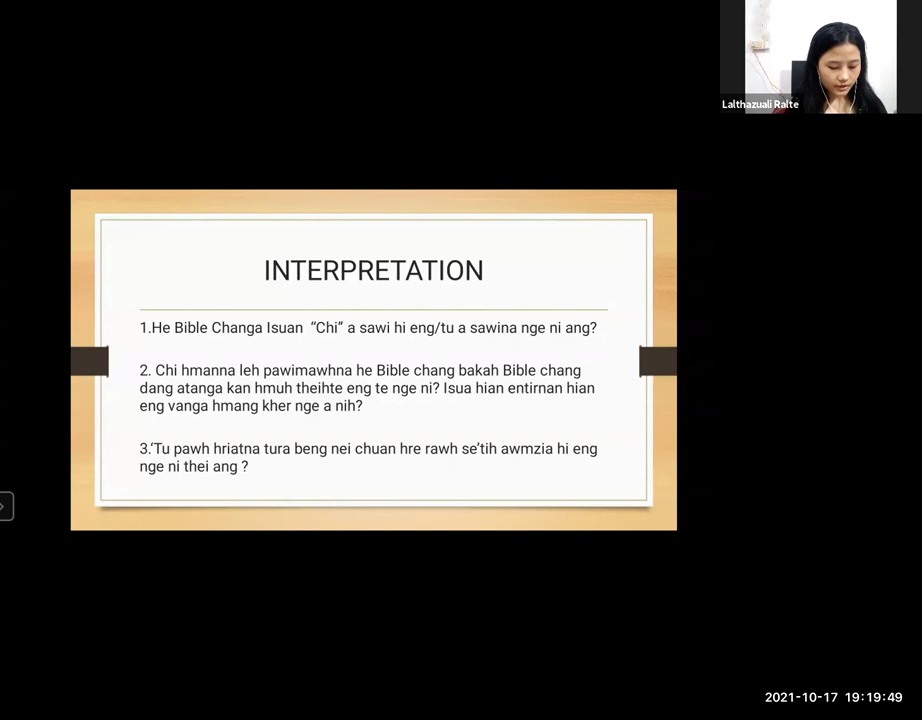 Lalthazuali Ralte
INTERPRETATION
1.He Bible Changa Isuan “Chi” a sawi hi eng/tu a sawina nge ni ang?
2. Chi hmanna leh pawimawhna he Bible chang bakah Bible chang
dang atanga kan hmuh theihte eng te nge ni? Isua hian entirnan hian
eng vanga hmang kher nge a nih?
3.‘Tu pawh hriatna tura beng nei chuan hre rawh se’tih awmzia hi eng
nge ni thei ang ?
2021-10-17 19:19:49